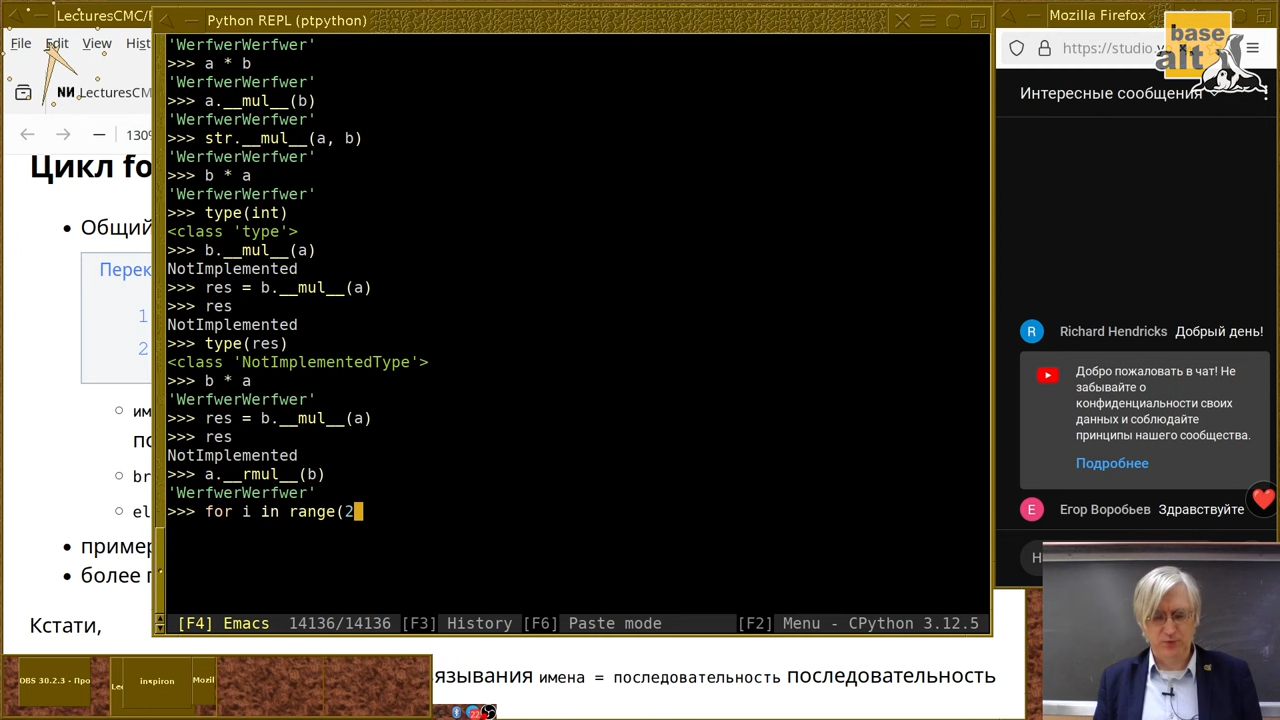 LecturesCMC/
Python REPL (ptpython)
Mozilla Firefox
File Edit View Hist
https://studio.y
base
alt
LecturesCMC/
130%
Цикл fo
Общий
Перек
1
2
им
по
br
el
пример
более п
Кстати,
'WerfwerWerfwer'
>>> a * b
'WerfwerWerfwer'
>>> a.__mul__(b)
'WerfwerWerfwer'
>>> str.__mul__(a, b)
'WerfwerWerfwer'
>>> b * a
'WerfwerWerfwer'
>>> type(int)
<class 'type'>
>>> b.__mul__(a)
NotImplemented
>>> res = b.__mul__(a)
>>> res
NotImplemented
>>> type(res)
<class 'NotImplementedType'>
>>> b * a
'WerfwerWerfwer'
>>> res = b.__mul__(a)
>>> res
NotImplemented
>>> a.__rmul__(b)
'WerfwerWerfwer'
>>> for i in range(2
[F4] Emacs 14136/14136 [F3] History [F6] Paste mode [F2] Menu - CPython 3.12.5
Интересные сообщения
R Richard Hendricks Добрый день!
Добро пожаловать в чат! Не
забывайте о
конфиденциальности своих
данных и соблюдайте
принципы нашего сообщества.
Подробнее
E Егор Воробьев Здравствуйте
язывания имена = последовательность последовательность
OBS 30.2.3 - Про
Lec
inspiron
Mozil